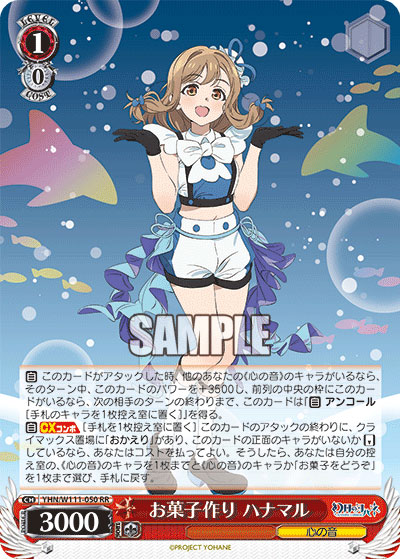 LEVEL
1
0
COST
SAMPLE
自 このカードがアタックした時、他のあなたの《心の音》のキャラがいるなら、
そのターン中、このカードのパワーを＋3500し、前列の中央の枠にこのカー
ドがいるなら、次の相手のターンの終わりまで、このカードは『自 アンコール
［手札のキャラを1枚控え室に置く］』を得る。
自 CXコンボ ［手札を1枚控え室に置く］ このカードのアタックの終わりに、クラ
イマックス置場に「おかえり」があり、このカードの正面のキャラがいないか
しているなら、あなたはコストを払ってよい。そうしたら、あなたは自分の控
え室の、《心の音》のキャラを1枚までと《心の音》のキャラか「お菓子をどうぞ」
を1枚まで選び、手札に戻す。
CH YHN/W111-050 RR
3000
お菓子作り ハナマル
心の音
©PROJECT YOHANE